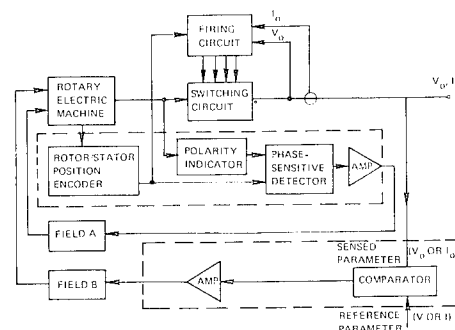 FIRING
CIRCUIT
I₀
V₀
SWITCHING
CIRCUIT
V₀, I
ROTARY
ELECTRIC
MACHINE
ROTOR/STATOR
POSITION
ENCODER
POLARITY
INDICATOR
PHASE-
SENSITIVE
DETECTOR
AMP
FIELD A
FIELD B
AMP
SENSED
PARAMETER
(V₀ OR I₀
COMPARATOR
REFERENCE
PARAMETER
(V OR I)